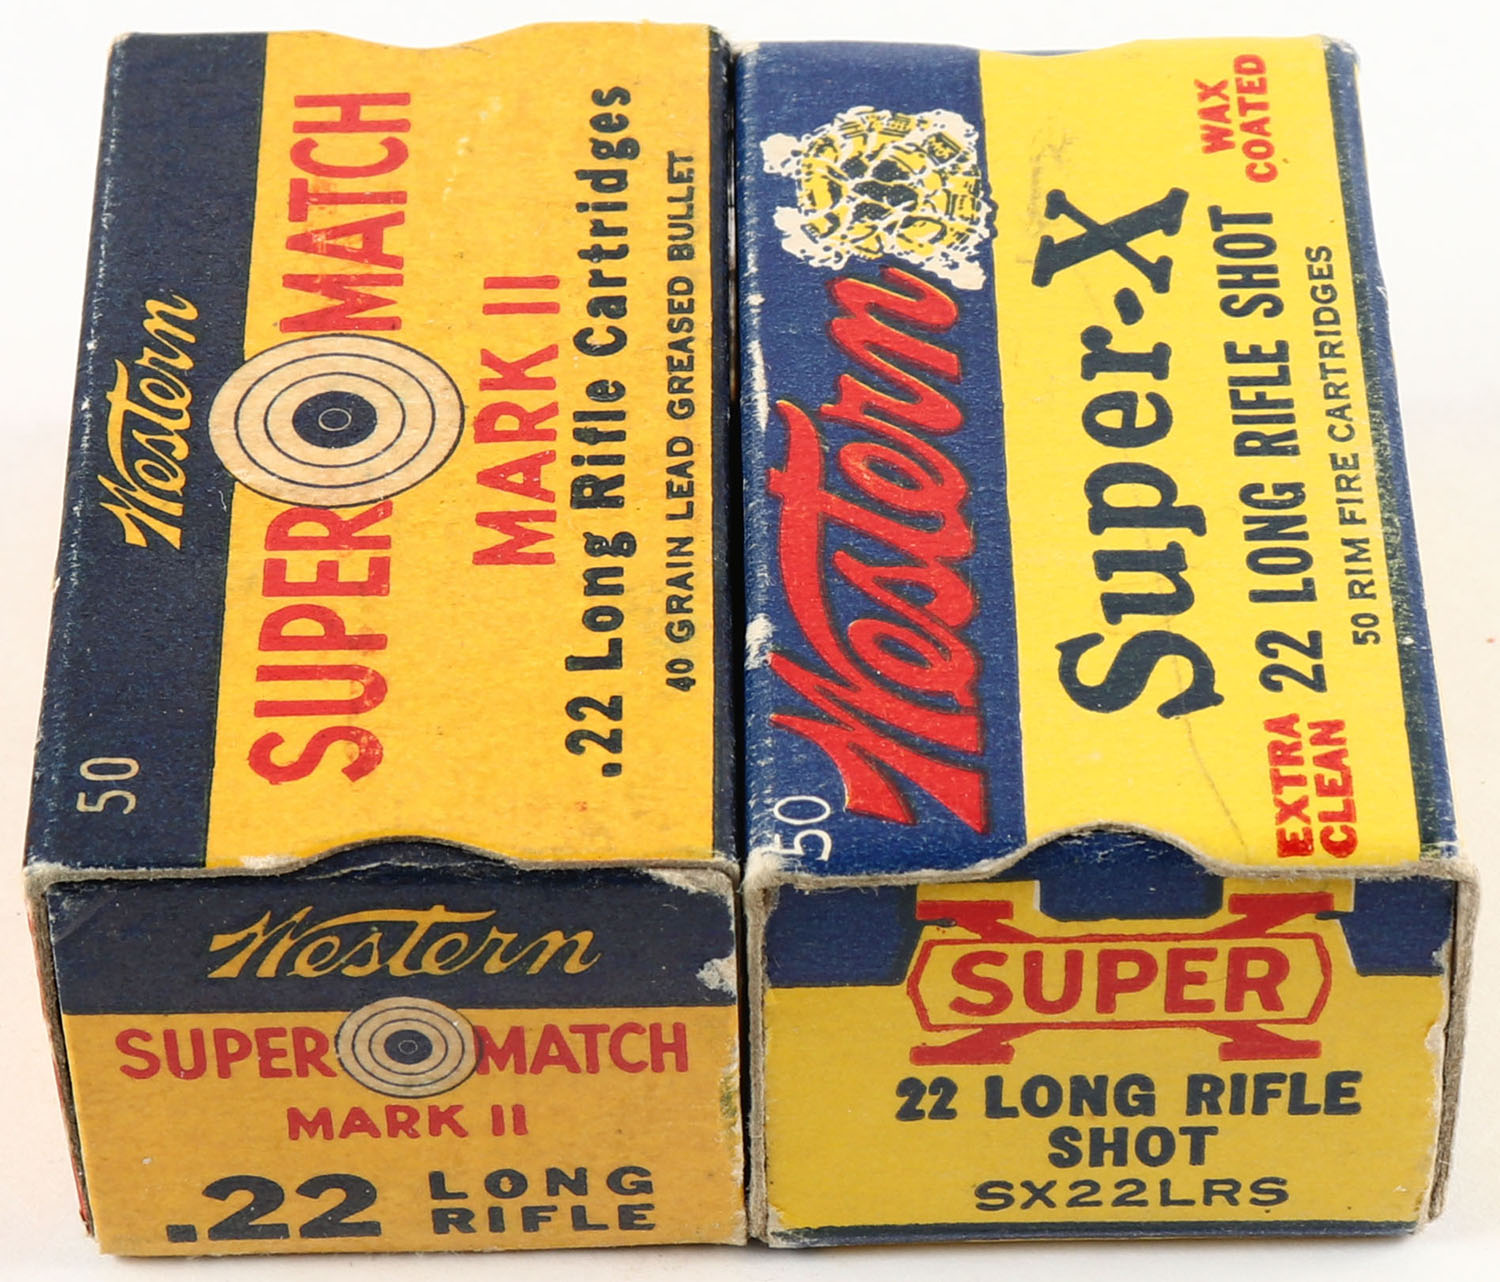 Western
50
SUPER MATCH
MARK II
.22 Long Rifle Cartridges
40 GRAIN LEAD GREASED BULLET
Western
SUPER MATCH
MARK II
.22 LONG
RIFLE
Western
50
Super-X
WAX
COATED
EXTRA
CLEAN
22 LONG RIFLE SHOT
50 RIM FIRE CARTRIDGES
SUPER
22 LONG RIFLE
SHOT
SX22LRS